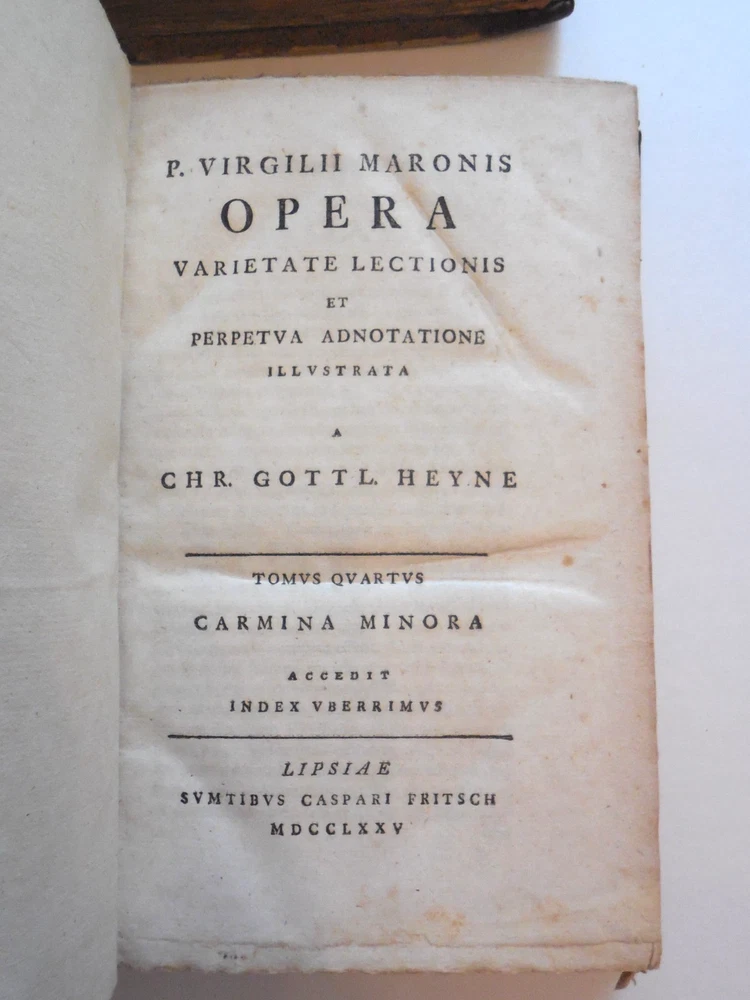 P. VIRGILII MARONIS
OPERA
VARIETATE LECTIONIS
ET
PERPETVA ADNOTATIONE
ILLVSTRATA
A
CHR. GOTTL. HEYNE
TOMVS QVARTVS
CARMINA MINORA
ACCEDIT
INDEX VBERRIMVS
LIPSIAE
SVMTIBVS CASPARI FRITSCH
MDCCLXXV